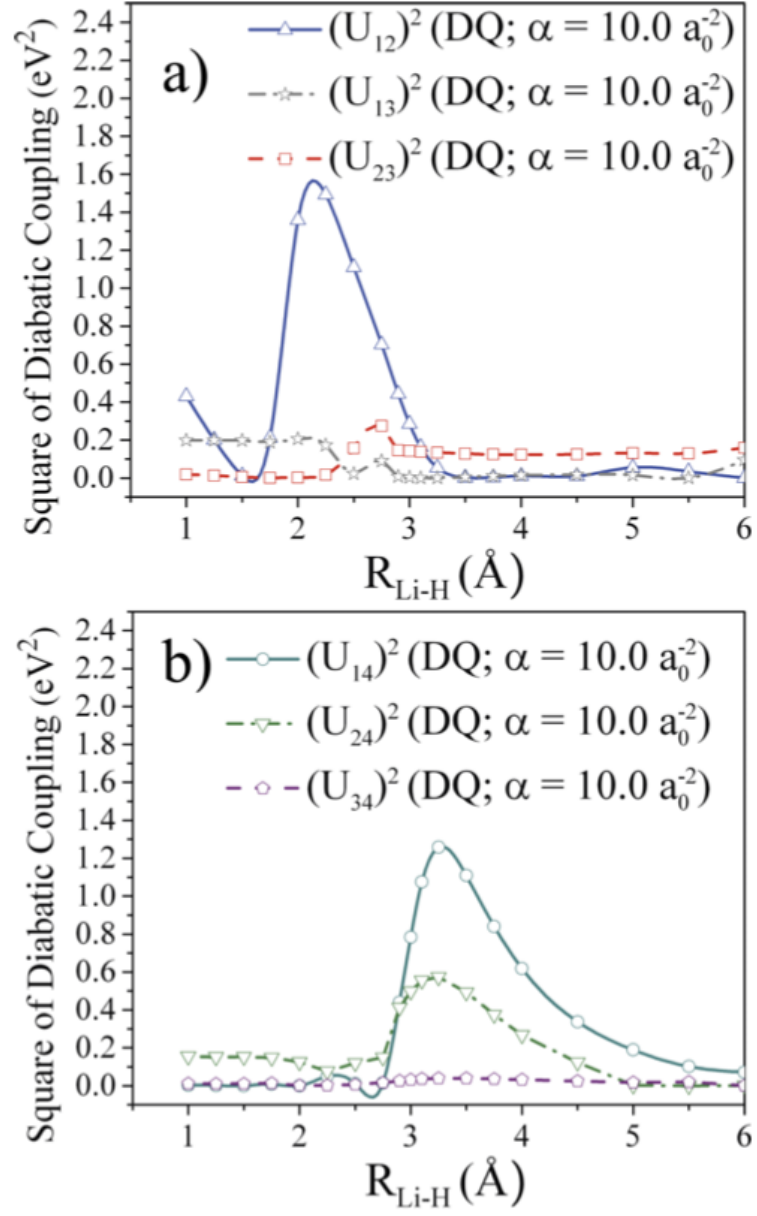 a)
(U₁₂)² (DQ; α = 10.0 a₀⁻²)
(U₁₃)² (DQ; α = 10.0 a₀⁻²)
(U₂₃)² (DQ; α = 10.0 a₀⁻²)
Square of Diabatic Coupling (eV²)
2.4
2.2
2.0
1.8
1.6
1.4
1.2
1.0
0.8
0.6
0.4
0.2
0.0
1 2 3 4 5 6
R_Li-H (Å)
b)
(U₁₄)² (DQ; α = 10.0 a₀⁻²)
(U₂₄)² (DQ; α = 10.0 a₀⁻²)
(U₃₄)² (DQ; α = 10.0 a₀⁻²)
Square of Diabatic Coupling (eV²)
2.4
2.2
2.0
1.8
1.6
1.4
1.2
1.0
0.8
0.6
0.4
0.2
0.0
1 2 3 4 5 6
R_Li-H (Å)